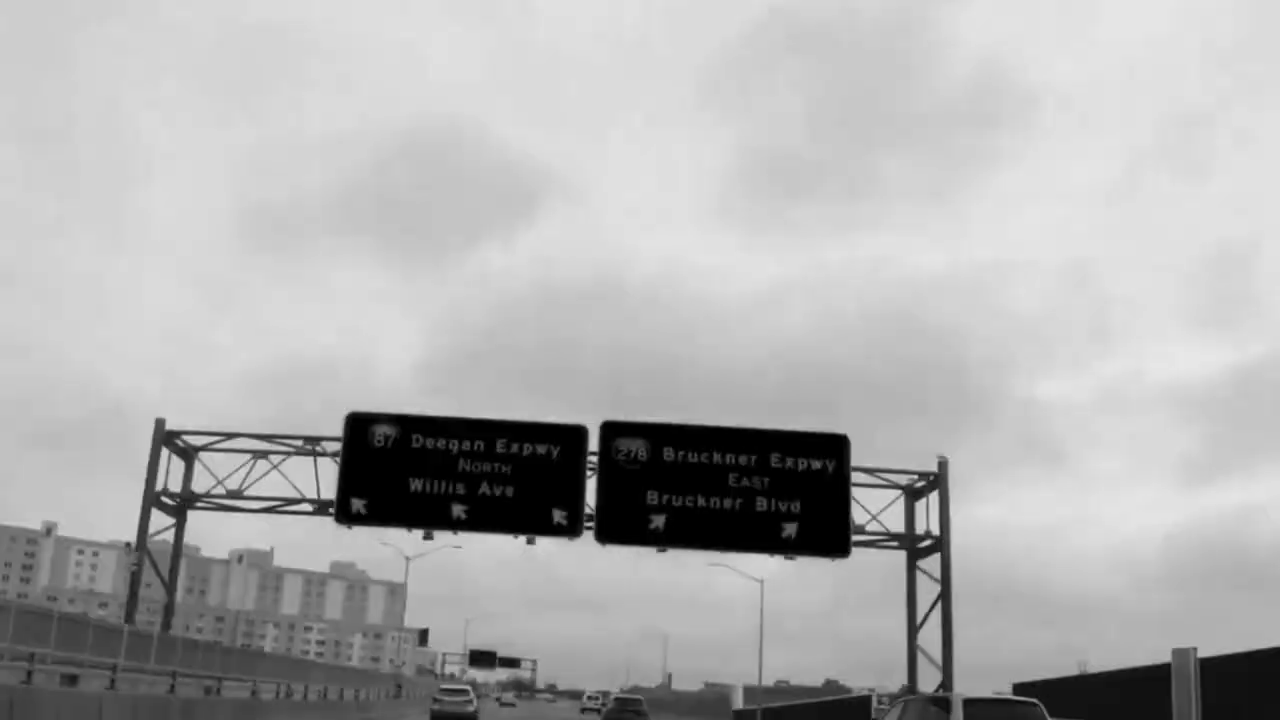 87 Deegan Expwy
NORTH
Willis Ave
278 Bruckner Expwy
EAST
Bruckner Blvd